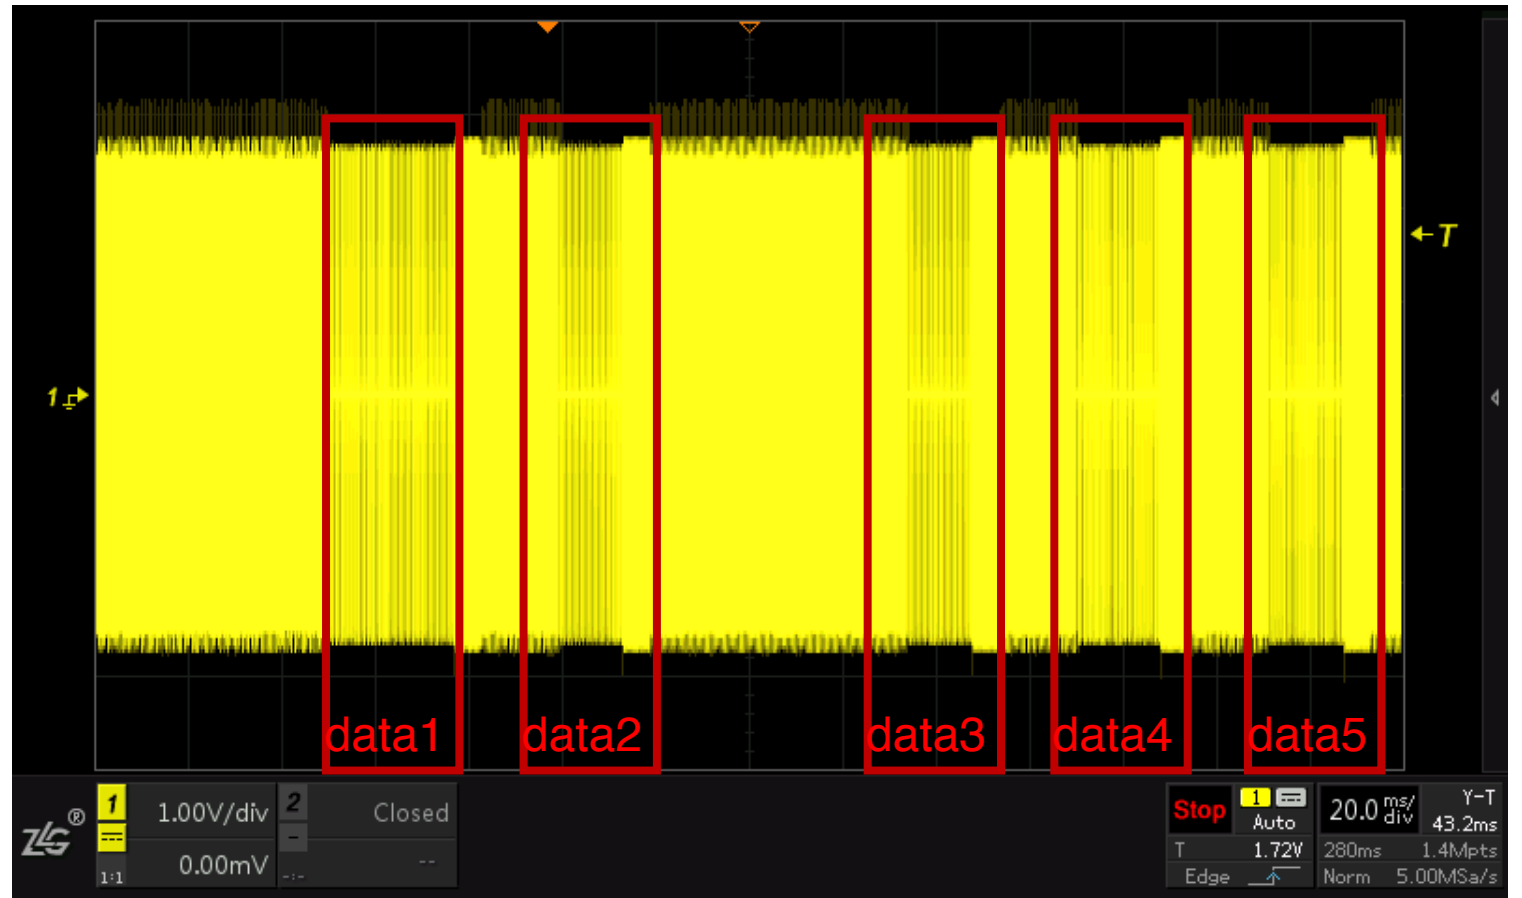 T
1
data1 data2 data3 data4 data5
ZLG®
1 1.00V/div 2 Closed
1:1 0.00mV -:- --
Stop 1 Auto 20.0 ms/div Y-T 43.2ms
T 1.72V 280ms 1.4Mpts
Edge Norm 5.00MSa/s